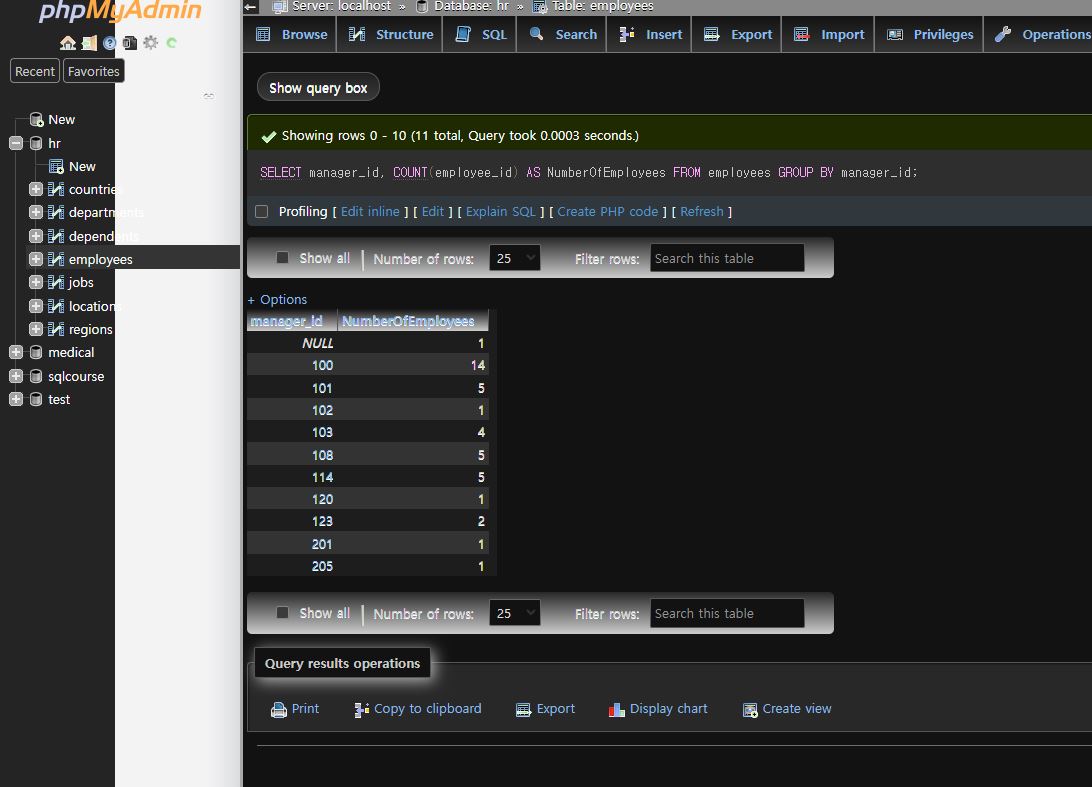 phpMyAdmin
Recent Favorites
New
hr
New
countries
departments
dependents
employees
jobs
locations
regions
medical
sqlcourse
test
Server: localhost » Database: hr » Table: employees
Browse Structure SQL Search Insert Export Import Privileges Operations
Show query box
Showing rows 0 - 10 (11 total, Query took 0.0003 seconds.)
SELECT manager_id, COUNT(employee_id) AS NumberOfEmployees FROM employees GROUP BY manager_id;
Profiling [ Edit inline ] [ Edit ] [ Explain SQL ] [ Create PHP code ] [ Refresh ]
Show all | Number of rows: 25 Filter rows: Search this table
+ Options
manager_id NumberOfEmployees
NULL 1
100 14
101 5
102 1
103 4
108 5
114 5
120 1
123 2
201 1
205 1
Show all | Number of rows: 25 Filter rows: Search this table
Query results operations
Print Copy to clipboard Export Display chart Create view